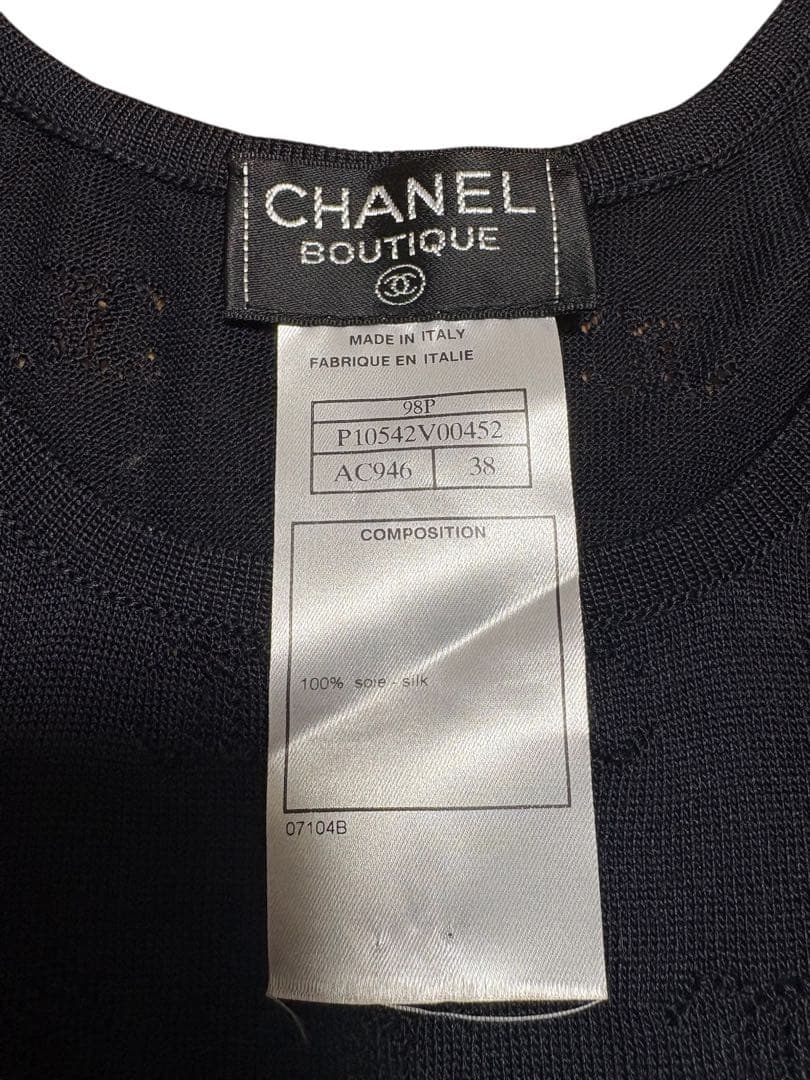 CHANEL
BOUTIQUE
MADE IN ITALY
FABRIQUE EN ITALIE
98P
P10542V00452
AC946 38
COMPOSITION
100% soie - silk
07104B